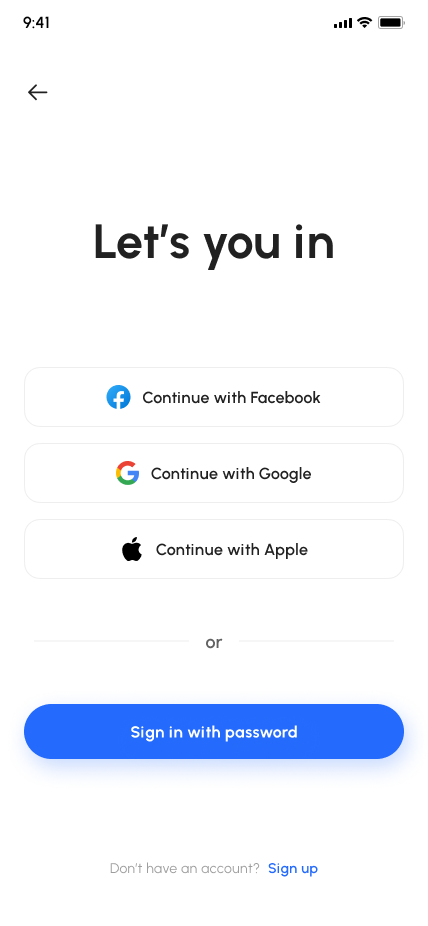 9:41
Let’s you in
Continue with Facebook
Continue with Google
Continue with Apple
or
Sign in with password
Don’t have an account? Sign up